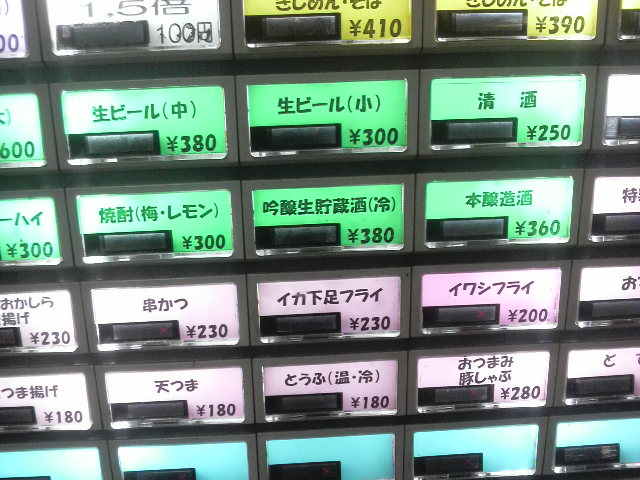 1.5倍
100円
きしめん・そば
¥410
きしめん・そば
¥390
生ビール(中)
¥380
生ビール(小)
¥300
清 酒
¥250
600
ーハイ
¥300
焼酎(梅・レモン)
¥300
吟醸生貯蔵酒(冷)
¥380
本醸造酒
¥360
おかしら
揚げ
¥230
串かつ
¥230
イカ下足フライ
¥230
イワシフライ
¥200
つま揚げ
¥180
天つま
¥180
とうふ(温・冷)
¥180
おつまみ
豚しゃぶ
¥280